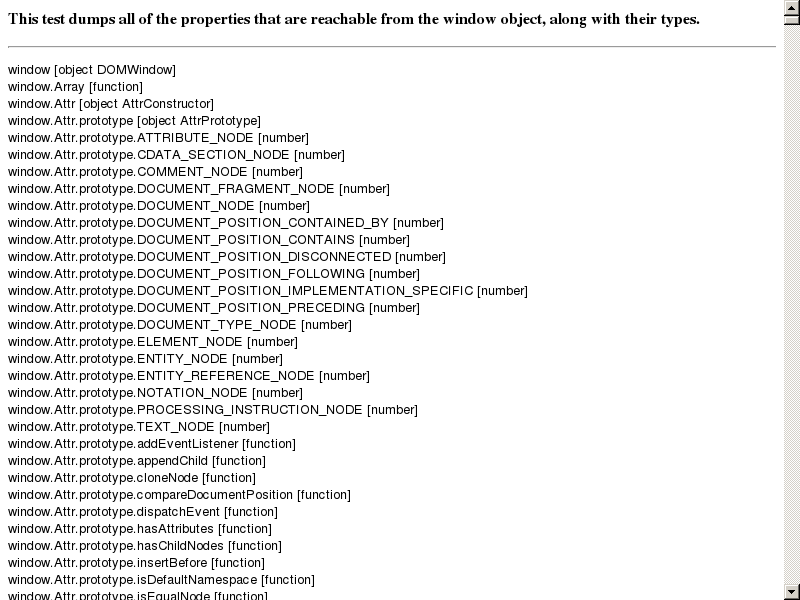 This test dumps all of the properties that are reachable from the window object, along with their types.
window [object DOMWindow]
window.Array [function]
window.Attr [object AttrConstructor]
window.Attr.prototype [object AttrPrototype]
window.Attr.prototype.ATTRIBUTE_NODE [number]
window.Attr.prototype.CDATA_SECTION_NODE [number]
window.Attr.prototype.COMMENT_NODE [number]
window.Attr.prototype.DOCUMENT_FRAGMENT_NODE [number]
window.Attr.prototype.DOCUMENT_NODE [number]
window.Attr.prototype.DOCUMENT_POSITION_CONTAINED_BY [number]
window.Attr.prototype.DOCUMENT_POSITION_CONTAINS [number]
window.Attr.prototype.DOCUMENT_POSITION_DISCONNECTED [number]
window.Attr.prototype.DOCUMENT_POSITION_FOLLOWING [number]
window.Attr.prototype.DOCUMENT_POSITION_IMPLEMENTATION_SPECIFIC [number]
window.Attr.prototype.DOCUMENT_POSITION_PRECEDING [number]
window.Attr.prototype.DOCUMENT_TYPE_NODE [number]
window.Attr.prototype.ELEMENT_NODE [number]
window.Attr.prototype.ENTITY_NODE [number]
window.Attr.prototype.ENTITY_REFERENCE_NODE [number]
window.Attr.prototype.NOTATION_NODE [number]
window.Attr.prototype.PROCESSING_INSTRUCTION_NODE [number]
window.Attr.prototype.TEXT_NODE [number]
window.Attr.prototype.addEventListener [function]
window.Attr.prototype.appendChild [function]
window.Attr.prototype.cloneNode [function]
window.Attr.prototype.compareDocumentPosition [function]
window.Attr.prototype.dispatchEvent [function]
window.Attr.prototype.hasAttributes [function]
window.Attr.prototype.hasChildNodes [function]
window.Attr.prototype.insertBefore [function]
window.Attr.prototype.isDefaultNamespace [function]
window.Attr.prototype.isEqualNode [function]